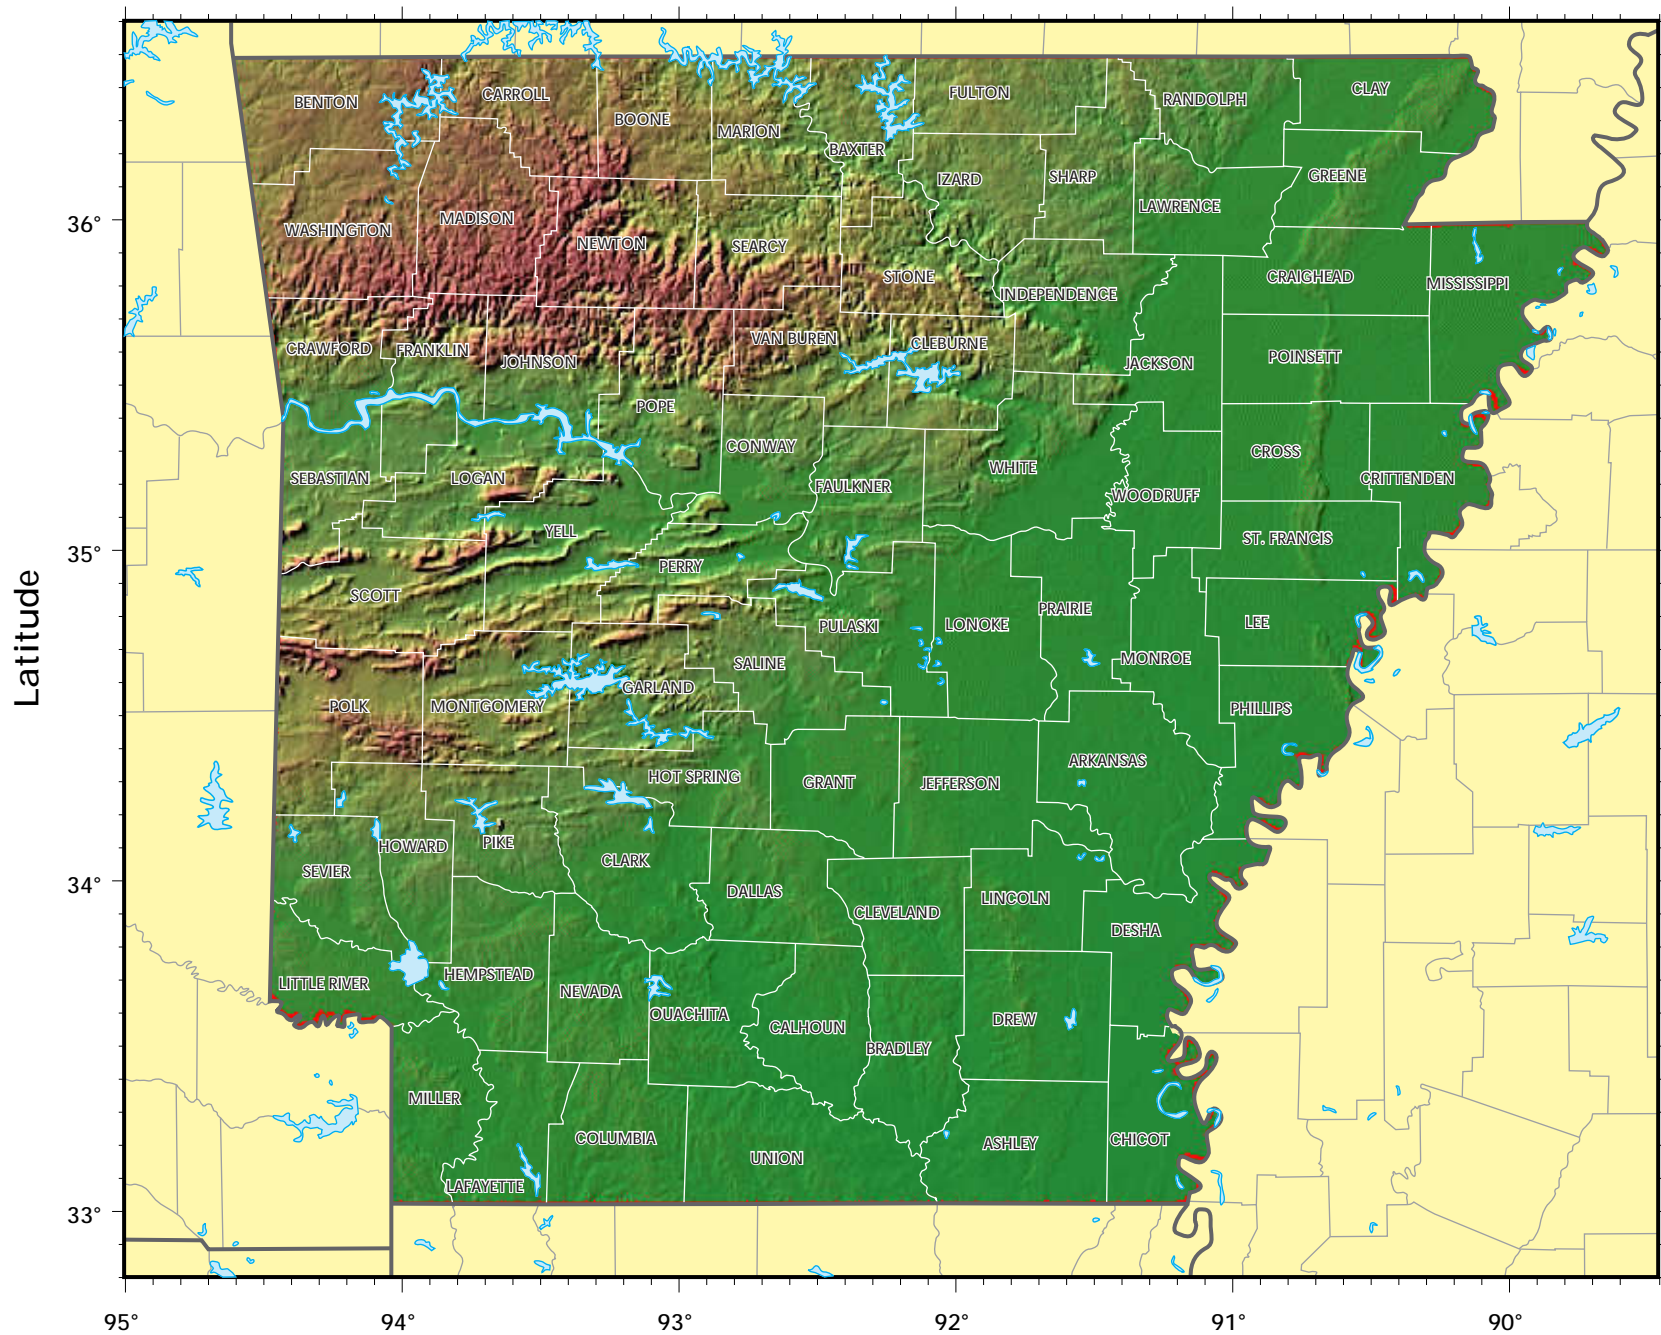 BENTON
CARROLL
BOONE
MARION
BAXTER
FULTON
RANDOLPH
CLAY
IZARD
SHARP
GREENE
LAWRENCE
36°
WASHINGTON
MADISON
NEWTON
SEARCY
STONE
INDEPENDENCE
CRAIGHEAD
MISSISSIPPI
CRAWFORD
FRANKLIN
JOHNSON
VAN BUREN
CLEBURNE
JACKSON
POINSETT
POPE
CONWAY
CROSS
SEBASTIAN
LOGAN
FAULKNER
WHITE
WOODRUFF
CRITTENDEN
YELL
ST. FRANCIS
35°
PERRY
SCOTT
PULASKI
LONOKE
PRAIRIE
LEE
Latitude
SALINE
MONROE
POLK
MONTGOMERY
GARLAND
PHILLIPS
HOT SPRING
GRANT
JEFFERSON
ARKANSAS
HOWARD
PIKE
SEVIER
CLARK
34°
DALLAS
CLEVELAND
LINCOLN
DESHA
LITTLE RIVER
HEMPSTEAD
NEVADA
OUACHITA
CALHOUN
DREW
BRADLEY
MILLER
COLUMBIA
UNION
ASHLEY
CHICOT
LAFAYETTE
33°
95°
94°
93°
92°
91°
90°